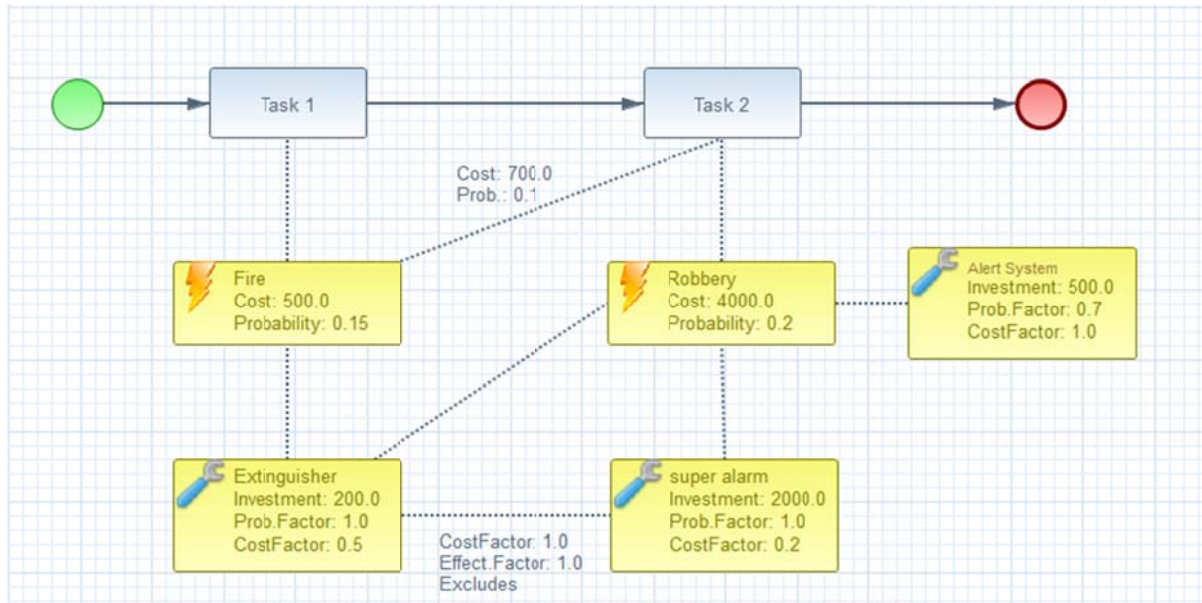 Task 1
Task 2
Cost: 700.0
Prob.: 0.1
Fire
Cost: 500.0
Probability: 0.15
Robbery
Cost: 4000.0
Probability: 0.2
Alert System
Investment: 500.0
Prob.Factor: 0.7
CostFactor: 1.0
Extinguisher
Investment: 200.0
Prob.Factor: 1.0
CostFactor: 0.5
CostFactor: 1.0
Effect.Factor: 1.0
Excludes
super alarm
Investment: 2000.0
Prob.Factor: 1.0
CostFactor: 0.2